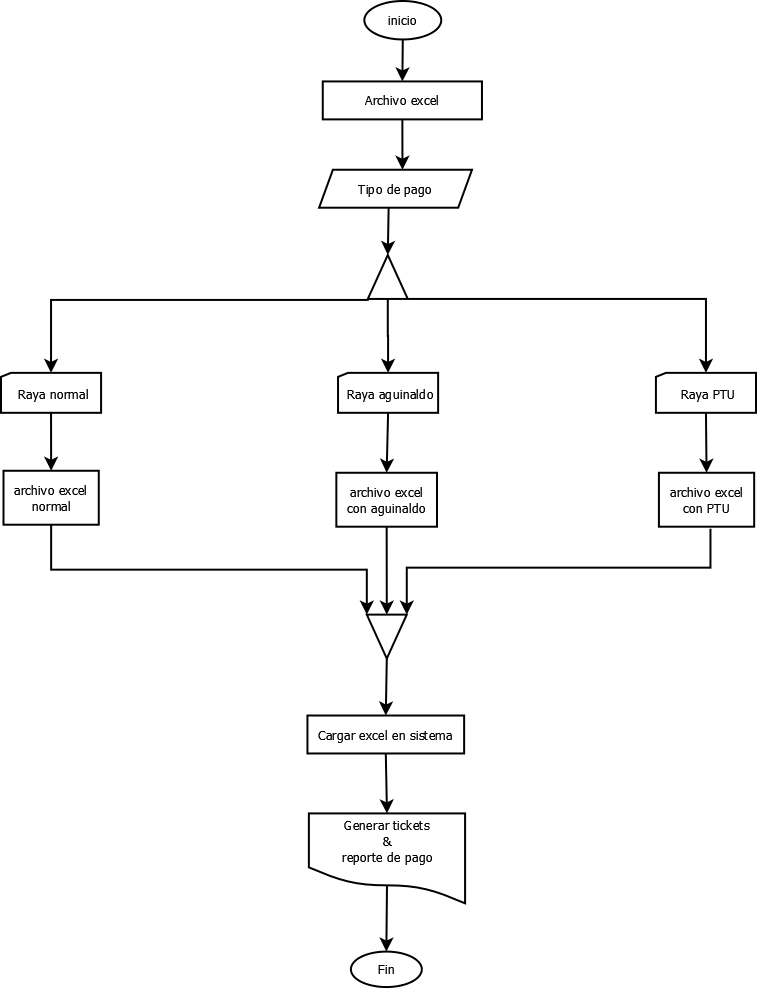 inicio
Archivo excel
Tipo de pago
Raya normal
Raya aguinaldo
Raya PTU
archivo excel
normal
archivo excel
con aguinaldo
archivo excel
con PTU
Cargar excel en sistema
Generar tickets
&
reporte de pago
Fin